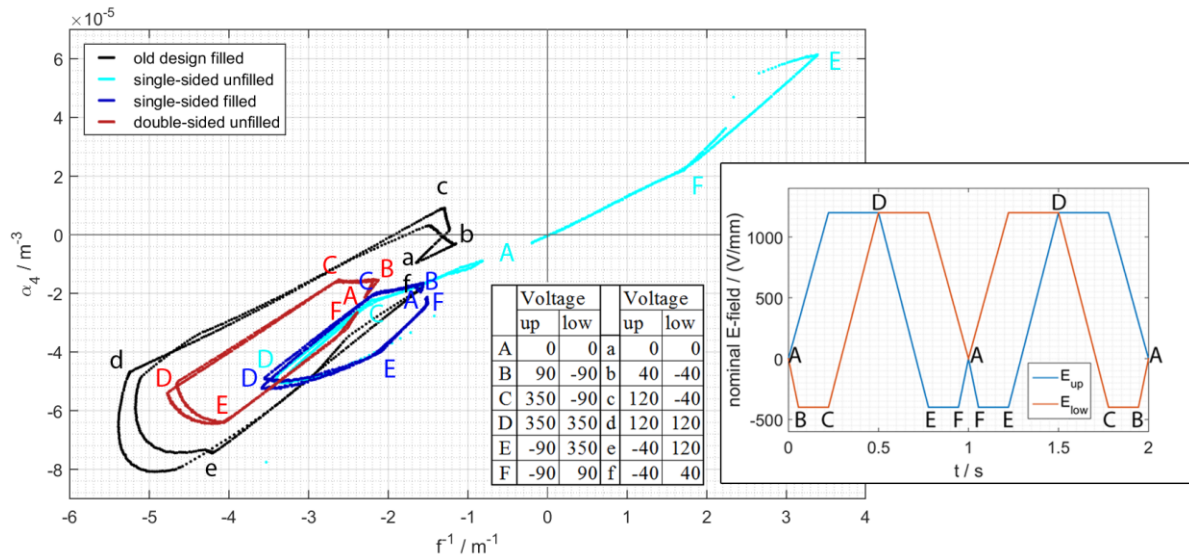 ×10⁻⁵
6
4
2
0
-2
-4
-6
-8
α₄ / m⁻³
-6 -5 -4 -3 -2 -1 0 1 2 3 4
f⁻¹ / m⁻¹
old design filled
single-sided unfilled
single-sided filled
double-sided unfilled
E
F
A
c
b
a
f
d
e
C B
A
F
D
E
C B
A F
D
E
C
D
Voltage Voltage
up low up low
A 0 0 a 0 0
B 90 -90 b 40 -40
C 350 -90 c 120 -40
D 350 350 d 120 120
E -90 350 e -40 120
F -90 90 f -40 40
nominal E-field / (V/mm)
1000
500
0
-500
D D
A A A
B C E F F E C B
E_up
E_low
0 0.5 1 1.5 2
t / s